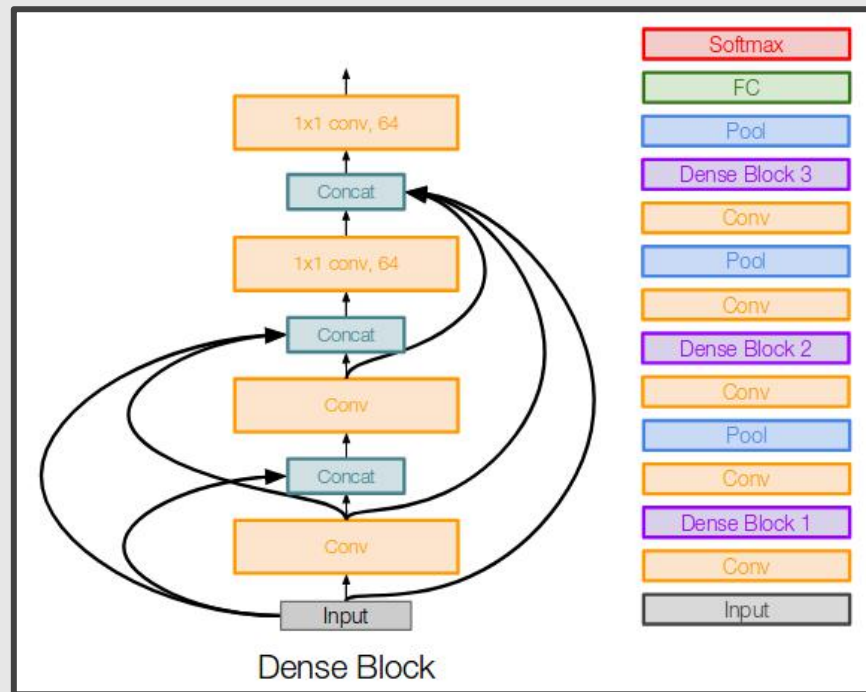 1x1 conv, 64
Concat
1x1 conv, 64
Concat
Conv
Concat
Conv
Input
Dense Block
Softmax
FC
Pool
Dense Block 3
Conv
Pool
Conv
Dense Block 2
Conv
Pool
Conv
Dense Block 1
Conv
Input